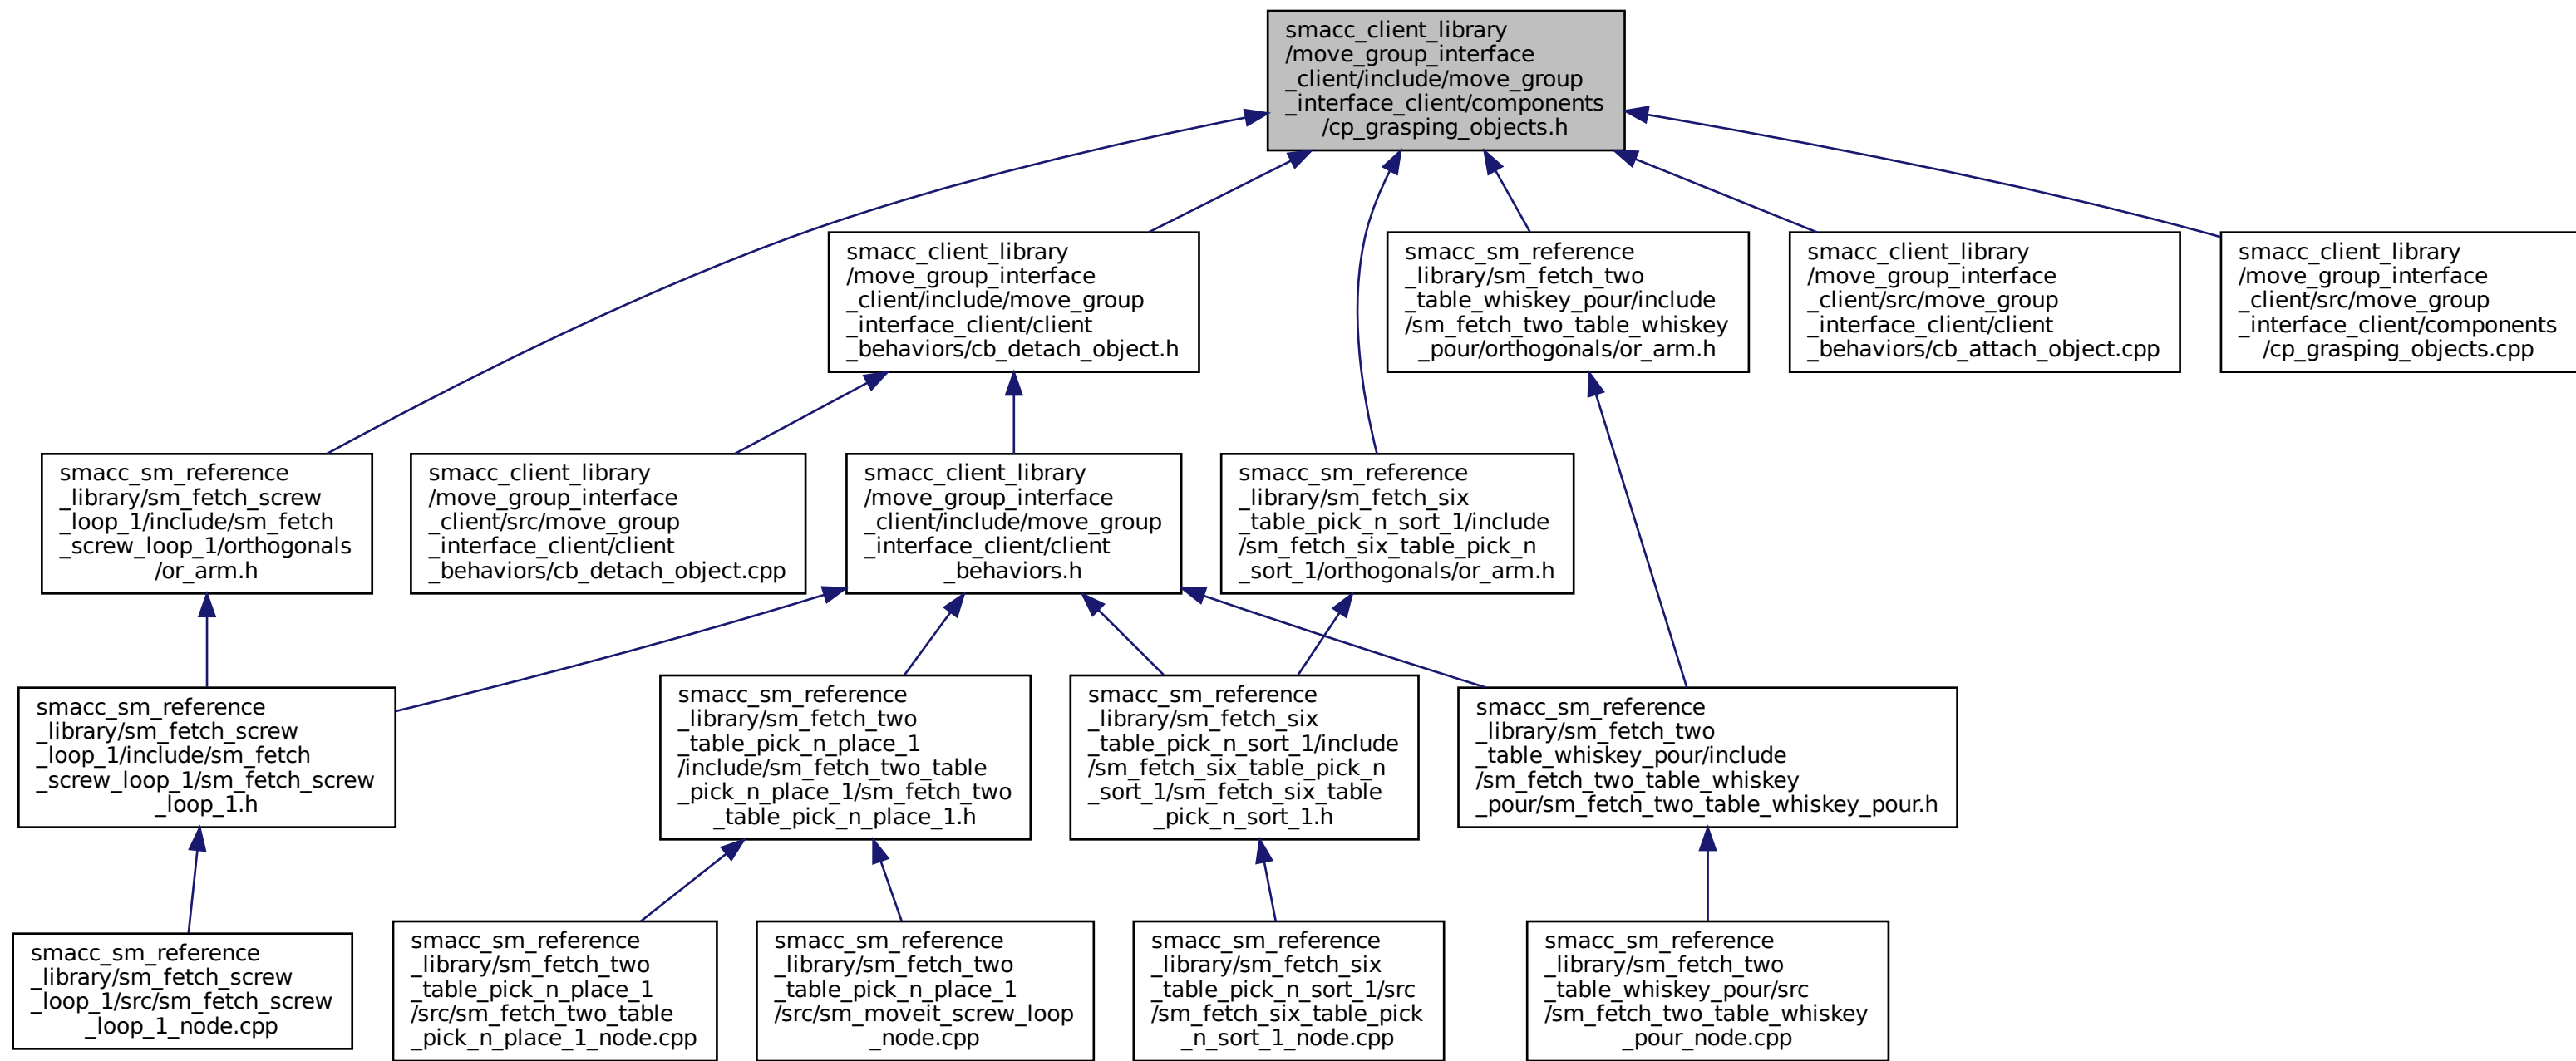 smacc_client_library
/move_group_interface
_client/include/move_group
_interface_client/components
/cp_grasping_objects.h
smacc_client_library
/move_group_interface
_client/include/move_group
_interface_client/client
_behaviors/cb_detach_object.h
smacc_sm_reference
_library/sm_fetch_two
_table_whiskey_pour/include
/sm_fetch_two_table_whiskey
_pour/orthogonals/or_arm.h
smacc_client_library
/move_group_interface
_client/src/move_group
_interface_client/client
_behaviors/cb_attach_object.cpp
smacc_client_library
/move_group_interface
_client/src/move_group
_interface_client/components
/cp_grasping_objects.cpp
smacc_sm_reference
_library/sm_fetch_screw
_loop_1/include/sm_fetch
_screw_loop_1/orthogonals
/or_arm.h
smacc_client_library
/move_group_interface
_client/src/move_group
_interface_client/client
_behaviors/cb_detach_object.cpp
smacc_client_library
/move_group_interface
_client/include/move_group
_interface_client/client
_behaviors.h
smacc_sm_reference
_library/sm_fetch_six
_table_pick_n_sort_1/include
/sm_fetch_six_table_pick_n
_sort_1/orthogonals/or_arm.h
smacc_sm_reference
_library/sm_fetch_screw
_loop_1/include/sm_fetch
_screw_loop_1/sm_fetch_screw
_loop_1.h
smacc_sm_reference
_library/sm_fetch_two
_table_pick_n_place_1
/include/sm_fetch_two_table
_pick_n_place_1/sm_fetch_two
_table_pick_n_place_1.h
smacc_sm_reference
_library/sm_fetch_six
_table_pick_n_sort_1/include
/sm_fetch_six_table_pick_n
_sort_1/sm_fetch_six_table
_pick_n_sort_1.h
smacc_sm_reference
_library/sm_fetch_two
_table_whiskey_pour/include
/sm_fetch_two_table_whiskey
_pour/sm_fetch_two_table_whiskey_pour.h
smacc_sm_reference
_library/sm_fetch_screw
_loop_1/src/sm_fetch_screw
_loop_1_node.cpp
smacc_sm_reference
_library/sm_fetch_two
_table_pick_n_place_1
/src/sm_fetch_two_table
_pick_n_place_1_node.cpp
smacc_sm_reference
_library/sm_fetch_two
_table_pick_n_place_1
/src/sm_moveit_screw_loop
_node.cpp
smacc_sm_reference
_library/sm_fetch_six
_table_pick_n_sort_1/src
/sm_fetch_six_table_pick
_n_sort_1_node.cpp
smacc_sm_reference
_library/sm_fetch_two
_table_whiskey_pour/src
/sm_fetch_two_table_whiskey
_pour_node.cpp